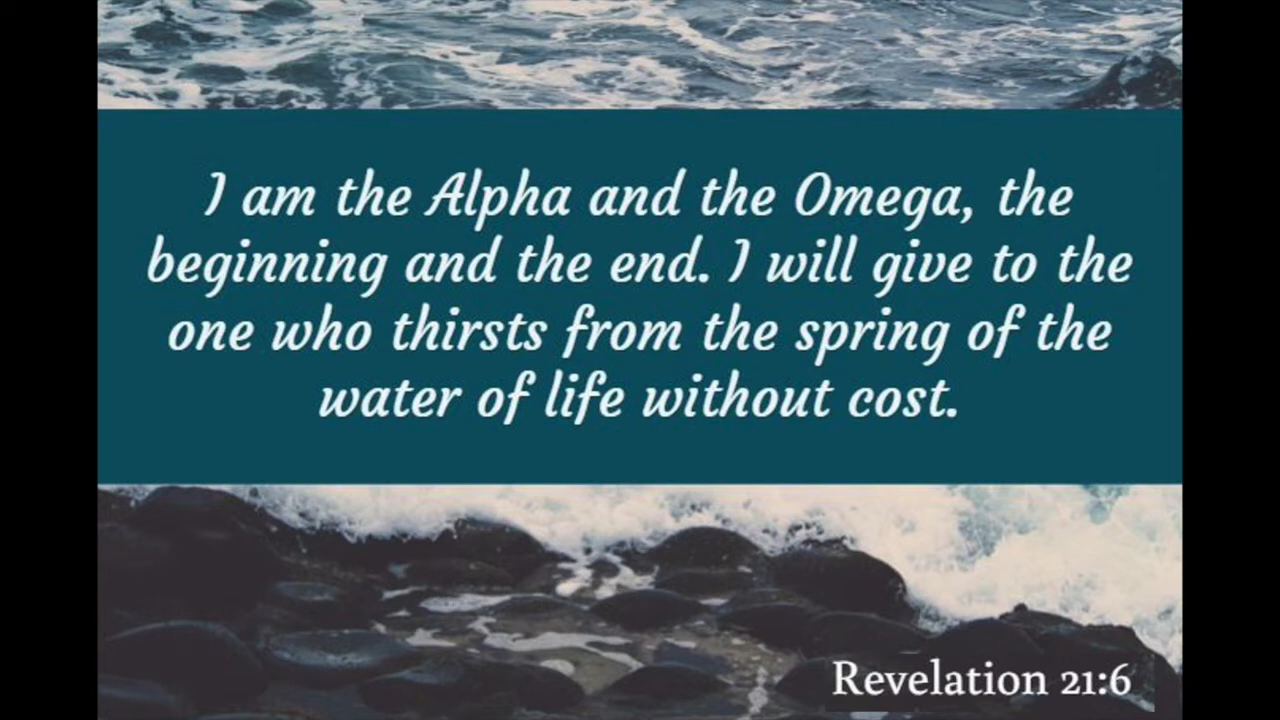 I am the Alpha and the Omega, the
beginning and the end. I will give to the
one who thirsts from the spring of the
water of life without cost.
Revelation 21:6